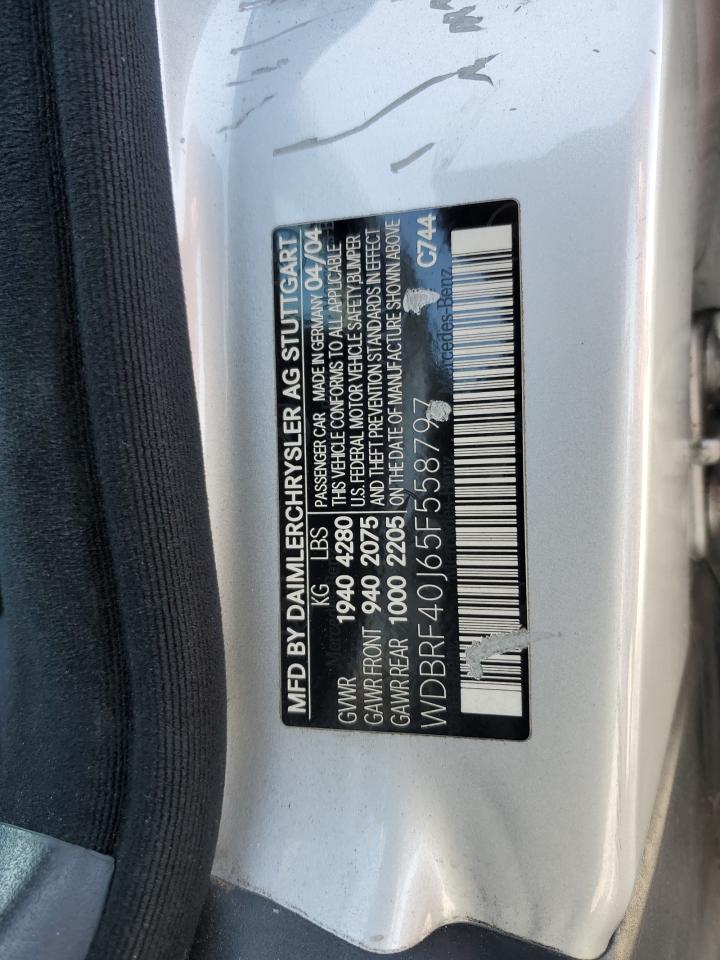 MFD BY DAIMLERCHRYSLER AG STUTTGART
KG LBS PASSENGER CAR MADE IN GERMANY 04/04
THIS VEHICLE CONFORMS TO ALL APPLICABLE
GVWR 1940 4280 U.S. FEDERAL MOTOR VEHICLE SAFETY, BUMPER
GAWR FRONT 940 2075 AND THEFT PREVENTION STANDARDS IN EFFECT
GAWR REAR 1000 2205 ON THE DATE OF MANUFACTURE SHOWN ABOVE
WDBRF40J65F558797 C744